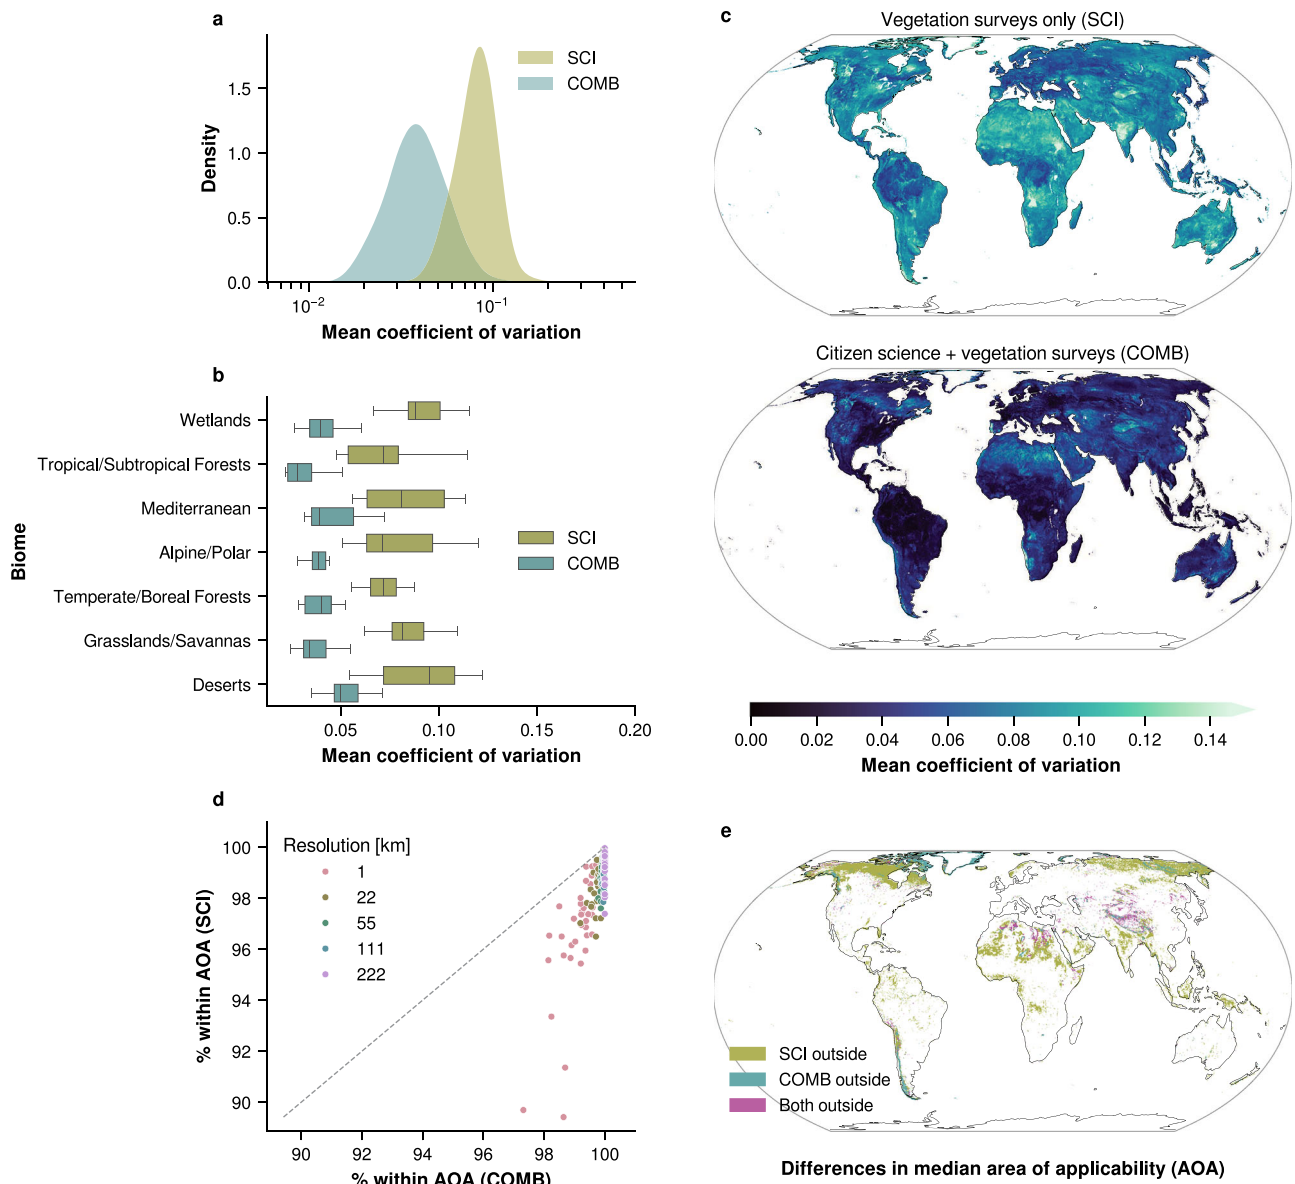 a
SCI
COMB
1.5
1.0
0.5
0.0
Density
10⁻²
10⁻¹
Mean coefficient of variation
b
Wetlands
Tropical/Subtropical Forests
Mediterranean
Alpine/Polar
Temperate/Boreal Forests
Grasslands/Savannas
Deserts
Biome
SCI
COMB
0.05
0.10
0.15
0.20
Mean coefficient of variation
c
Vegetation surveys only (SCI)
Citizen science + vegetation surveys (COMB)
0.00
0.02
0.04
0.06
0.08
0.10
0.12
0.14
Mean coefficient of variation
d
Resolution [km]
1
22
55
111
222
100
98
96
94
92
90
% within AOA (SCI)
90
92
94
96
98
100
% within AOA (COMB)
e
SCI outside
COMB outside
Both outside
Differences in median area of applicability (AOA)